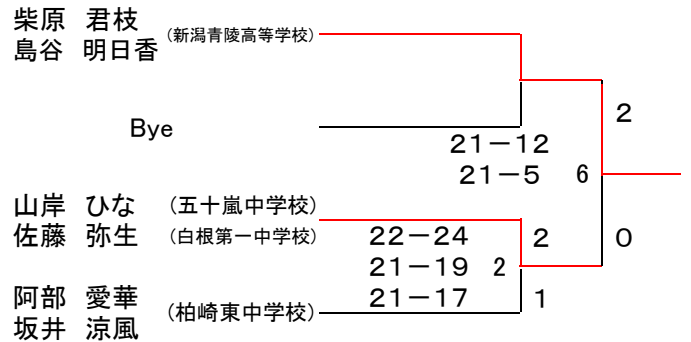 柴原 君枝
島谷 明日香
(新潟青陵高等学校)
Bye
2
21-12
21-5
6
山岸 ひな
(五十嵐中学校)
佐藤 弥生
(白根第一中学校)
22-24
2
0
21-19
2
21-17
1
阿部 愛華
坂井 涼風
(柏崎東中学校)